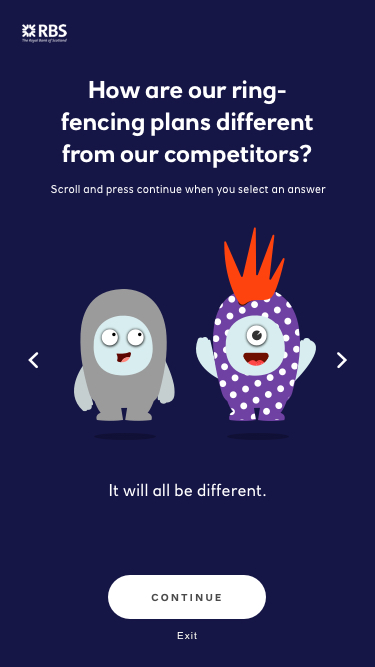 RBS
The Royal Bank of Scotland
How are our ring-
fencing plans different
from our competitors?
Scroll and press continue when you select an answer
It will all be different.
CONTINUE
Exit